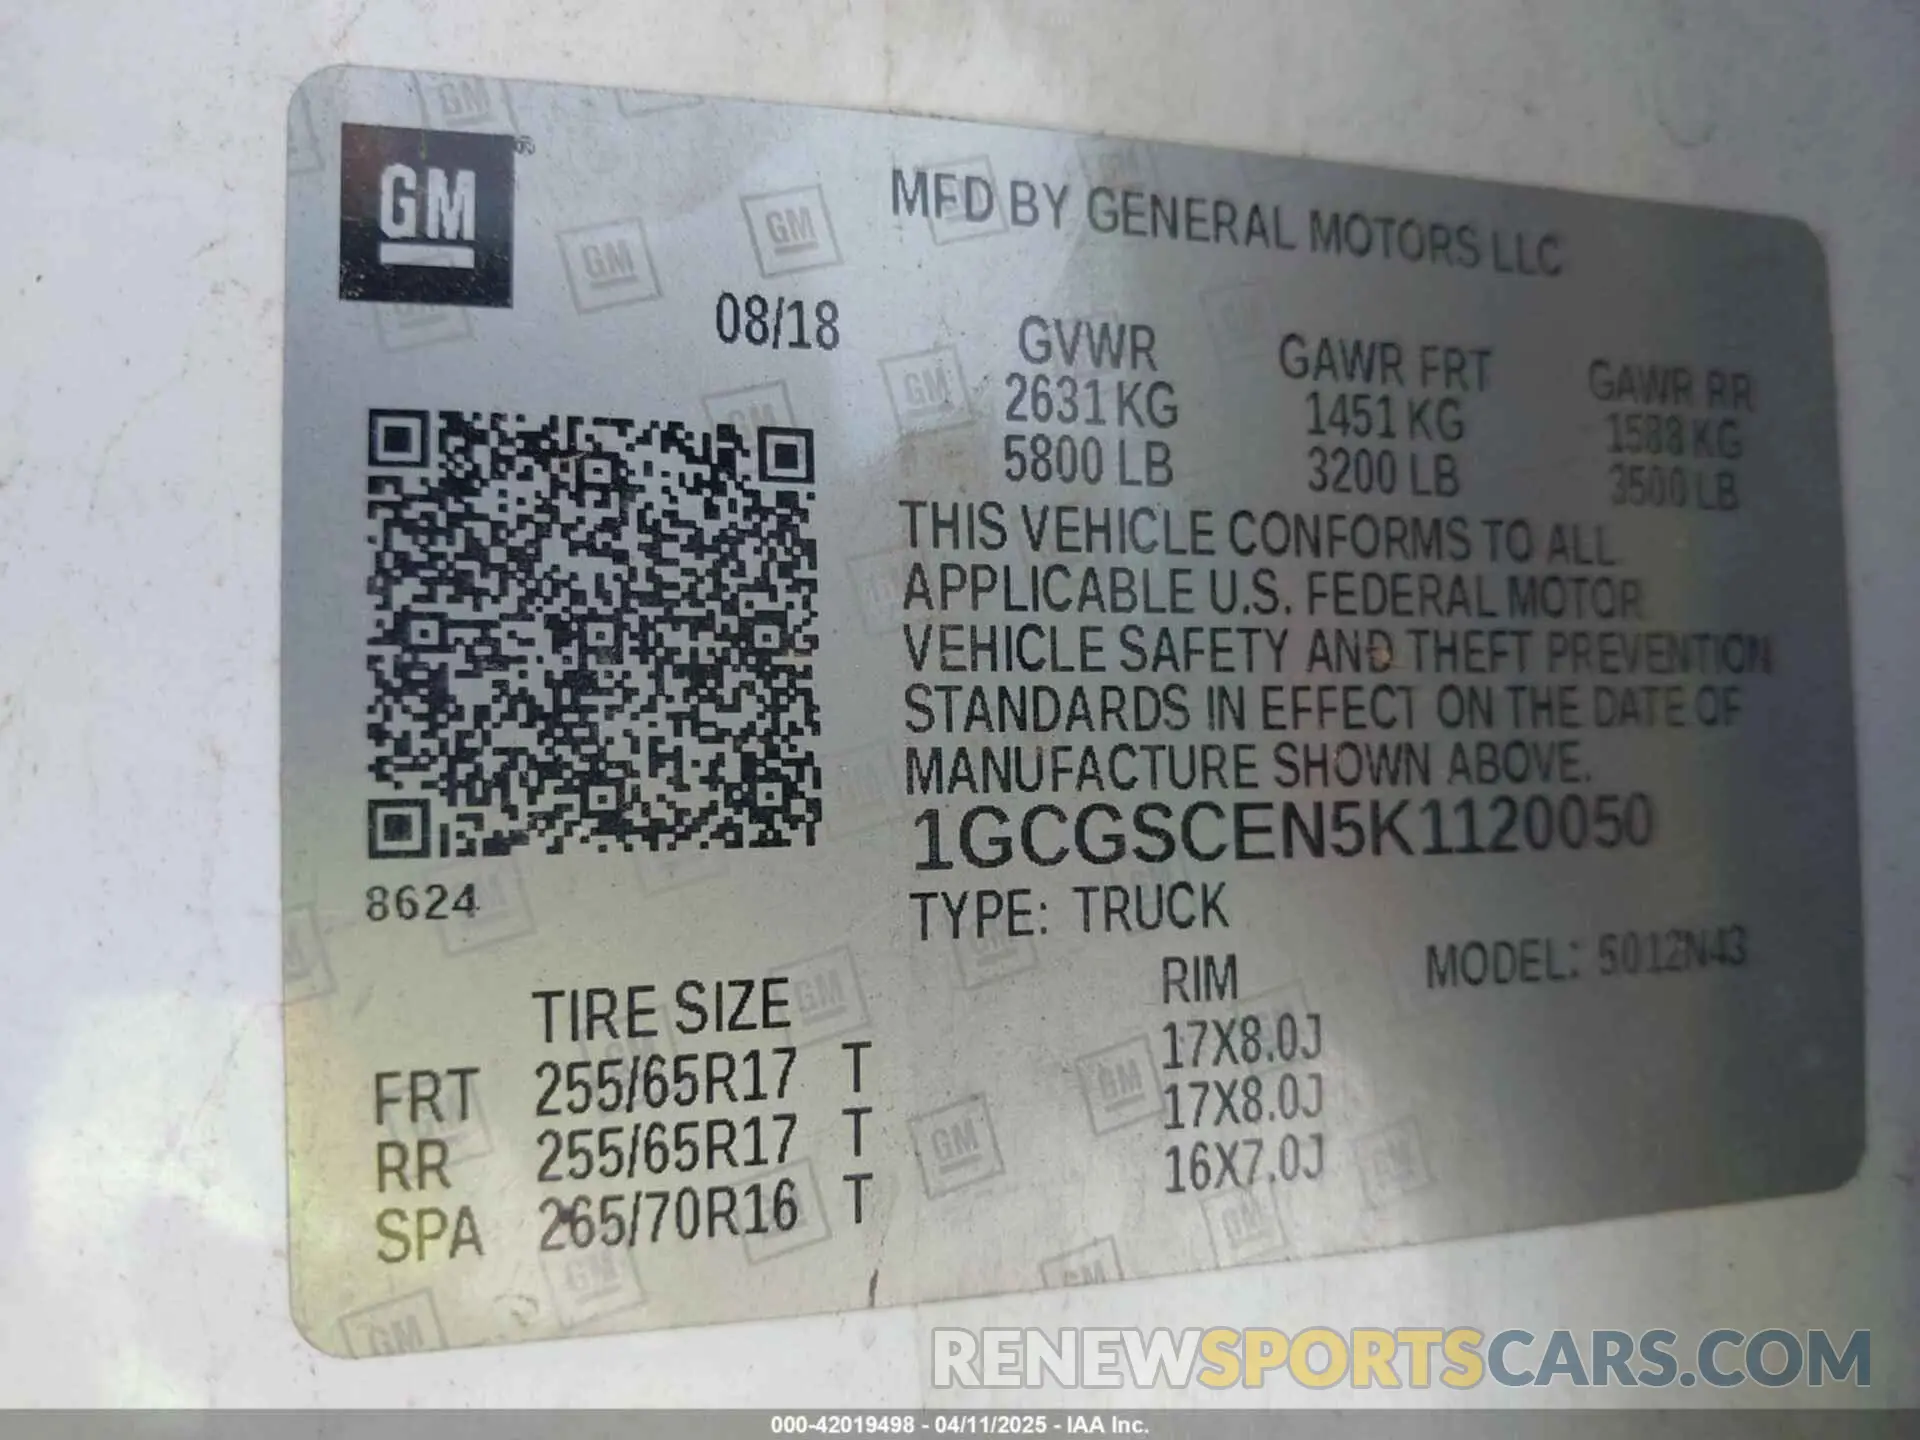 GM
MFD BY GENERAL MOTORS LLC
08/18
GVWR GAWR FRT GAWR RR
2631 KG 1451 KG 1588 KG
5800 LB 3200 LB 3500 LB
THIS VEHICLE CONFORMS TO ALL
APPLICABLE U.S. FEDERAL MOTOR
VEHICLE SAFETY AND THEFT PREVENTION
STANDARDS IN EFFECT ON THE DATE OF
MANUFACTURE SHOWN ABOVE.
1GCGSCEN5K1120050
8624
TYPE: TRUCK
MODEL: 5012N43
TIRE SIZE RIM
FRT 255/65R17 T 17X8.0J
RR 255/65R17 T 17X8.0J
SPA 265/70R16 T 16X7.0J
RENEWSPORTSCARS.COM
000-42019498 - 04/11/2025 - IAA Inc.